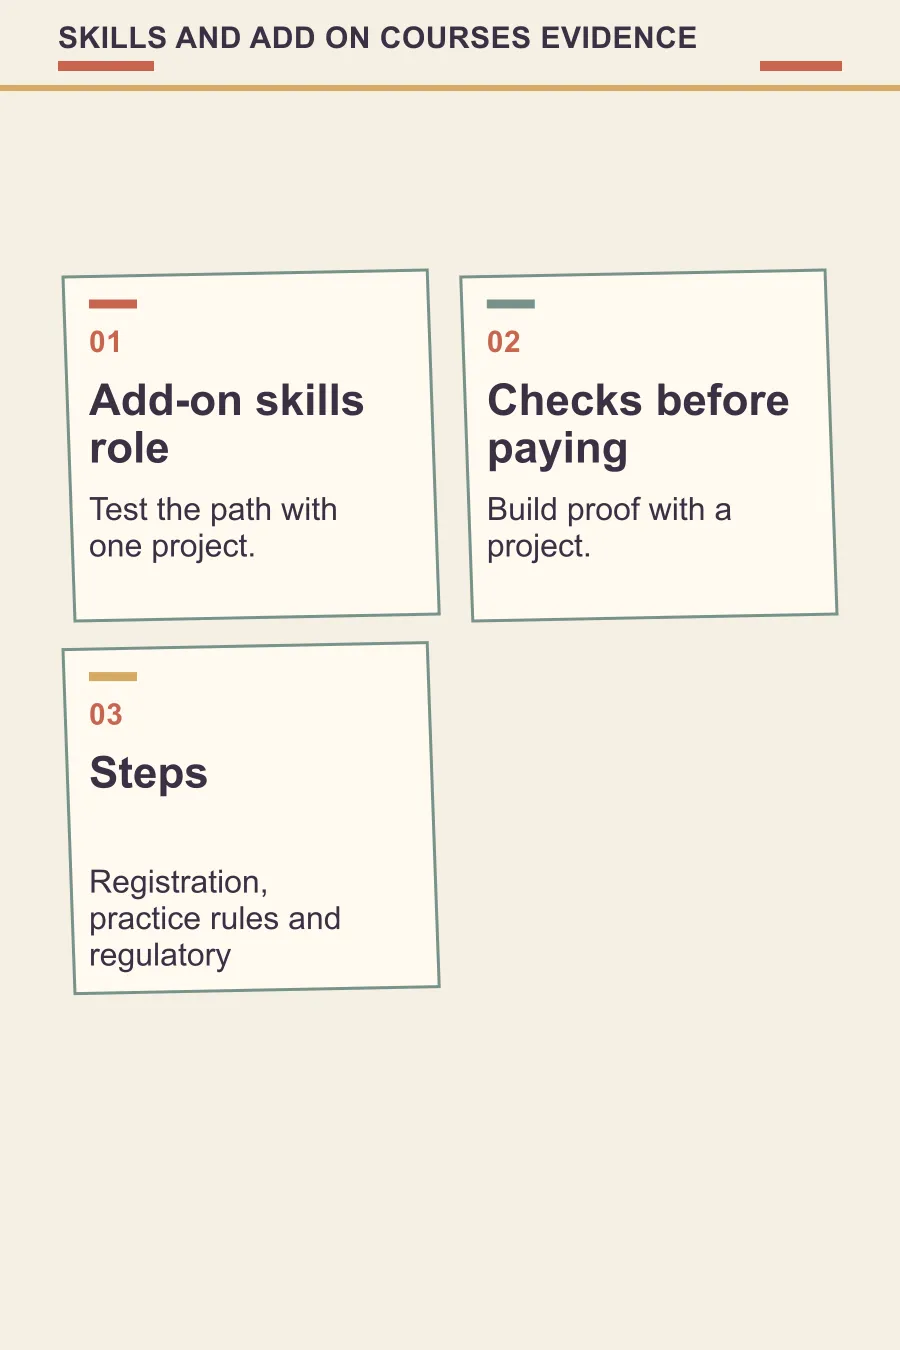 SKILLS AND ADD ON COURSES EVIDENCE
01
Add-on skills
role
Test the path with
one project.
02
Checks before
paying
Build proof with a
project.
03
Steps
Registration,
practice rules and
regulatory